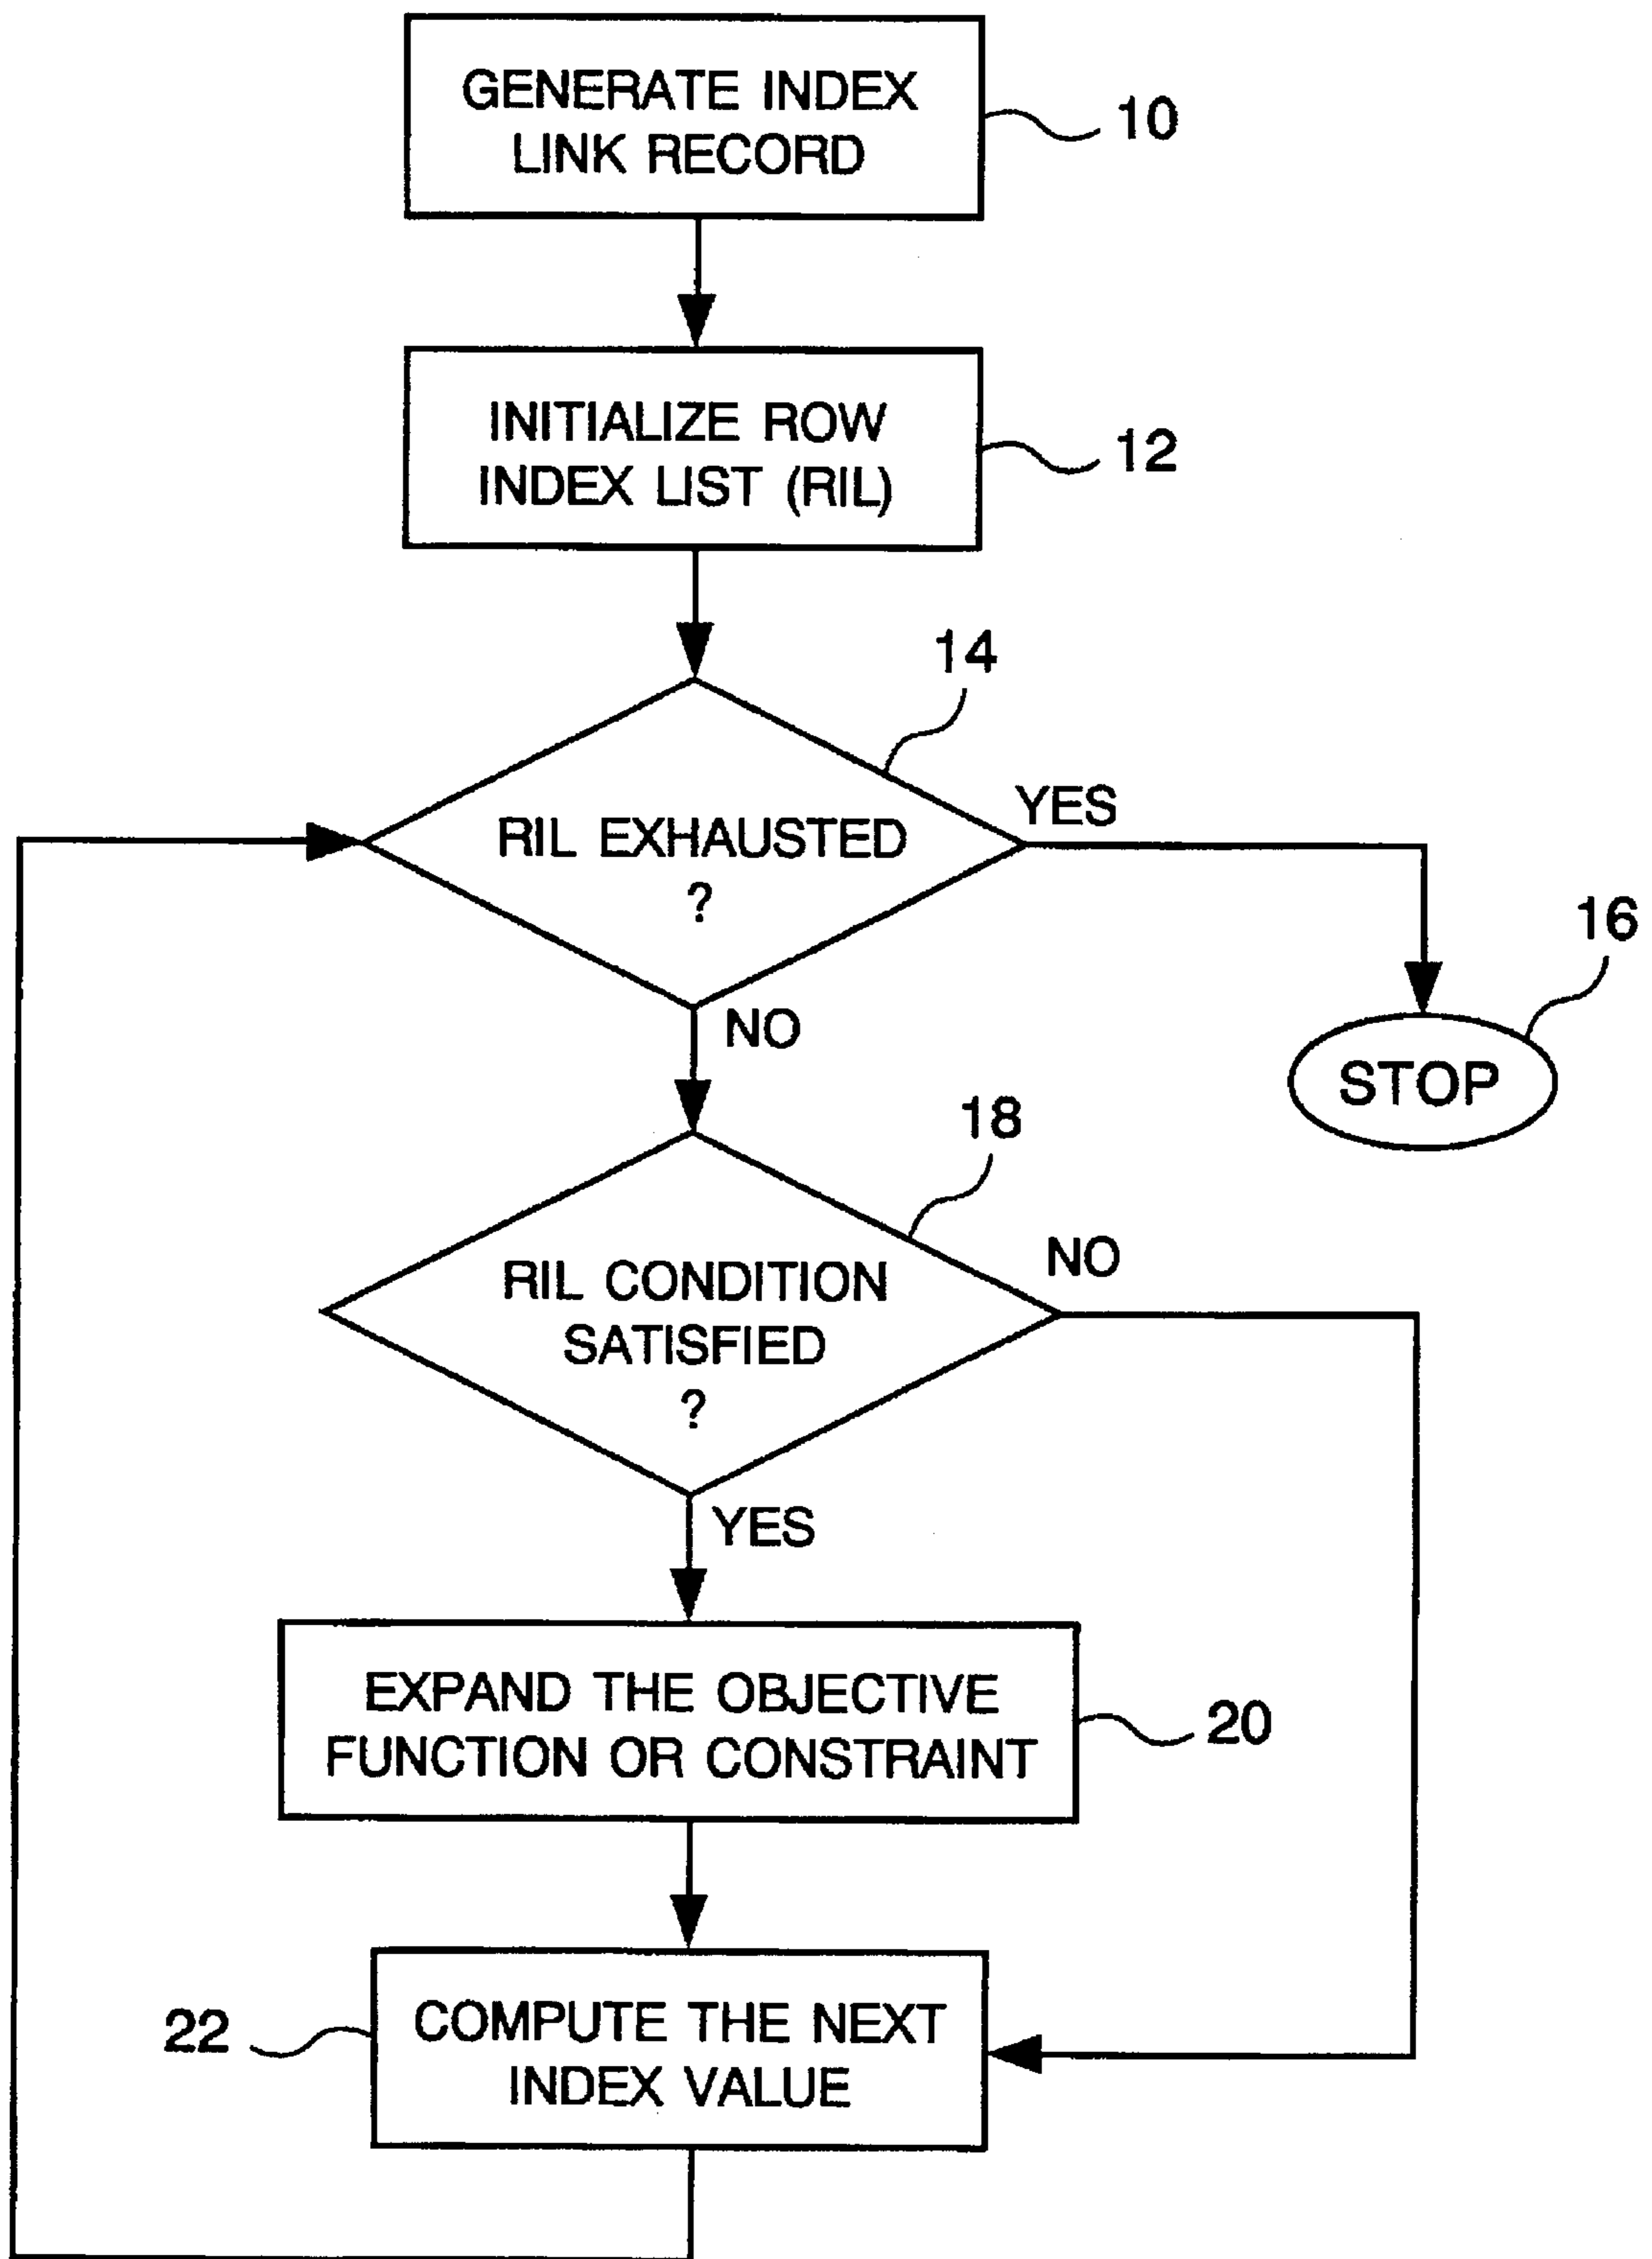 GENERATE INDEX
LINK RECORD
10
INITIALIZE ROW
INDEX LIST (RIL)
12
14
RIL EXHAUSTED
?
YES
NO
16
STOP
18
RIL CONDITION
SATISFIED
?
NO
YES
EXPAND THE OBJECTIVE
FUNCTION OR CONSTRAINT
20
22
COMPUTE THE NEXT
INDEX VALUE